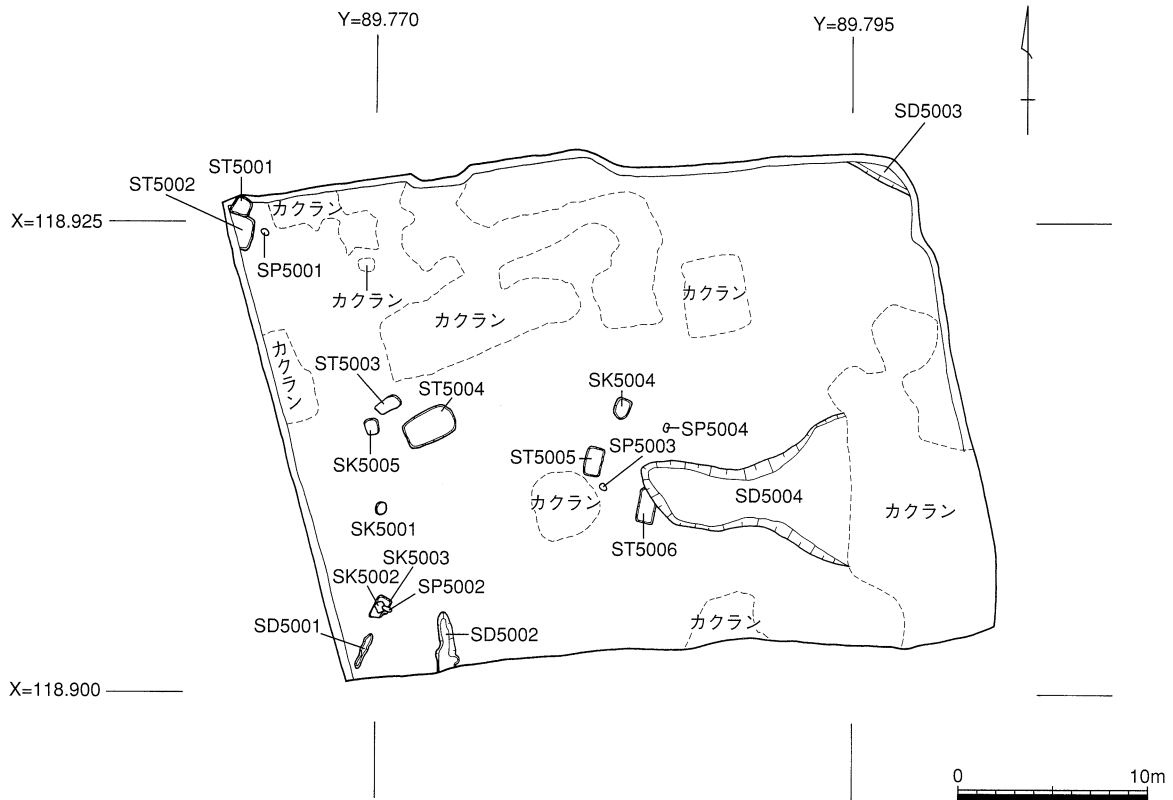 Y=89.770
Y=89.795
SD5003
ST5001
ST5002
カクラン
X=118.925
SP5001
カクラン
カクラン
カクラン
カクラン
ST5003
ST5004
SK5004
SP5004
SK5005
ST5005
SP5003
カクラン
SD5004
カクラン
SK5001
ST5006
SK5003
SK5002
SP5002
SD5001
SD5002
カクラン
X=118.900
0
10m